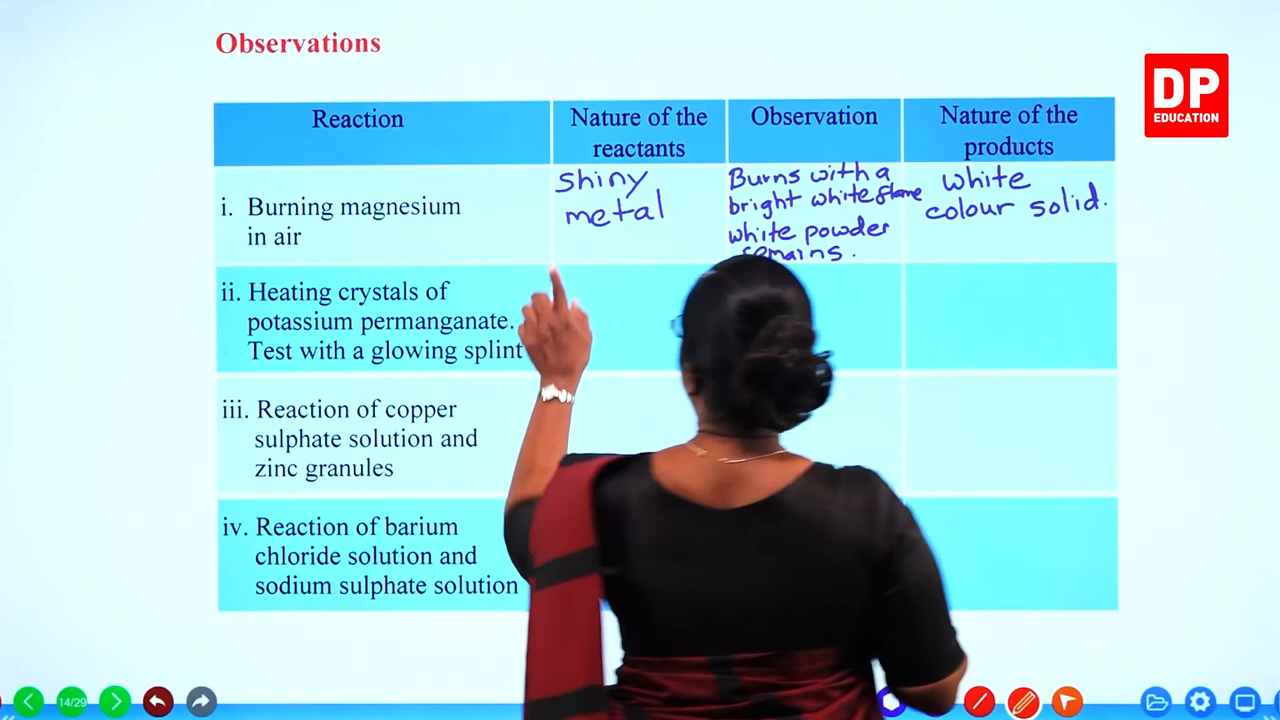 Observations
DP
EDUCATION
Reaction
Nature of the
reactants
Observation
Nature of the
products
i. Burning magnesium
in air
shiny
metal
Burns with a
bright white flame
white powder
remains.
white
colour solid.
ii. Heating crystals of
potassium permanganate.
Test with a glowing splint
iii. Reaction of copper
sulphate solution and
zinc granules
iv. Reaction of barium
chloride solution and
sodium sulphate solution
14/29